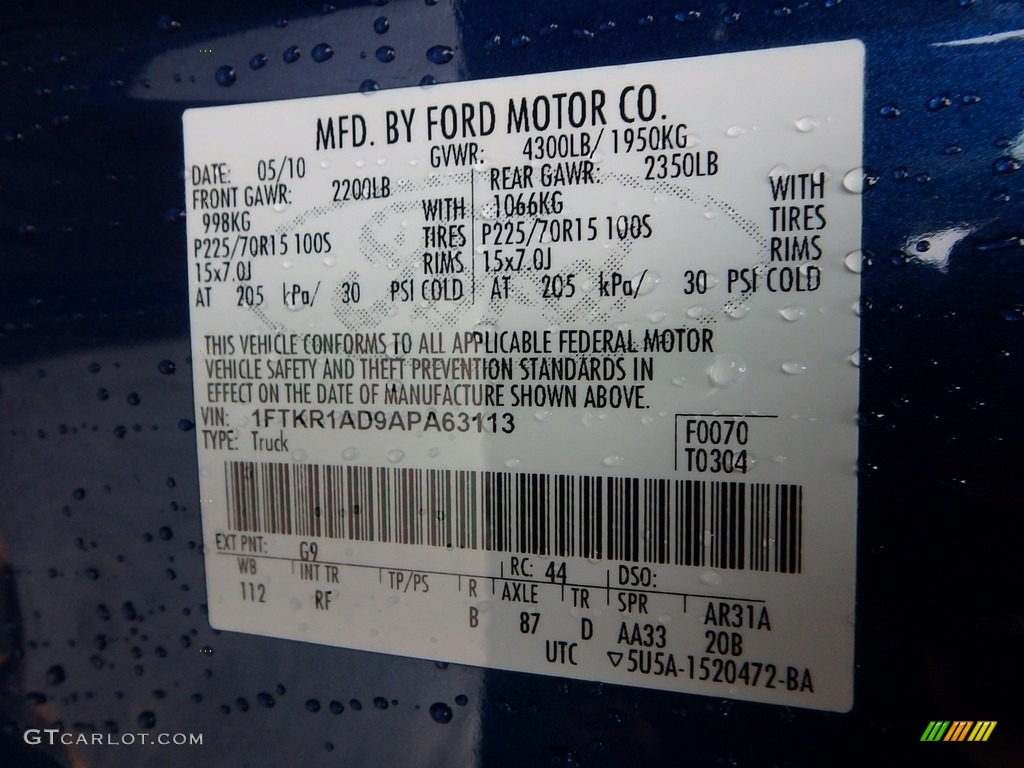 MFD. BY FORD MOTOR CO.
DATE: 05/10 GVWR: 4300LB/ 1950KG
FRONT GAWR: 2200LB REAR GAWR: 2350LB
998KG WITH 1066KG WITH
P225/70R15 100S TIRES P225/70R15 100S TIRES
15x7.0J RIMS 15x7.0J RIMS
AT 205 kPa/ 30 PSI COLD AT 205 kPa/ 30 PSI COLD
THIS VEHICLE CONFORMS TO ALL APPLICABLE FEDERAL MOTOR
VEHICLE SAFETY AND THEFT PREVENTION STANDARDS IN
EFFECT ON THE DATE OF MANUFACTURE SHOWN ABOVE.
VIN: 1FTKR1AD9APA63113
TYPE: Truck
F0070
T0304
EXT PNT: G9 RC: 44 DSO:
WB INT TR TP/PS R AXLE TR SPR AR31A
112 RF B 87 D AA33 20B
UTC ▽5U5A-1520472-BA
GTCARLOT.COM